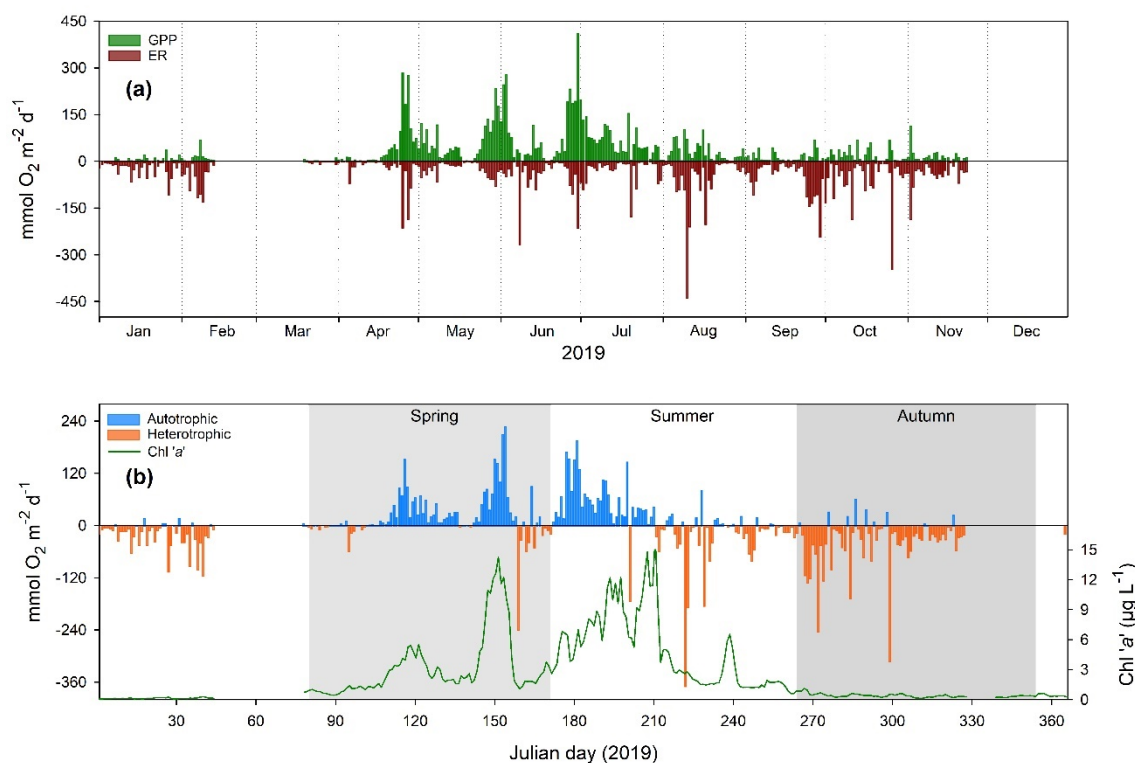 450
300
150
0
-150
-300
-450
mmol O2 m-2 d-1
GPP
ER
(a)
Jan Feb Mar Apr May Jun Jul Aug Sep Oct Nov Dec
2019
240
120
0
-120
-240
-360
mmol O2 m-2 d-1
Autotrophic
Heterotrophic
Chl 'a'
(b)
Spring Summer Autumn
15
12
9
6
3
0
Chl 'a' (µg L-1)
30 60 90 120 150 180 210 240 270 300 330 360
Julian day (2019)